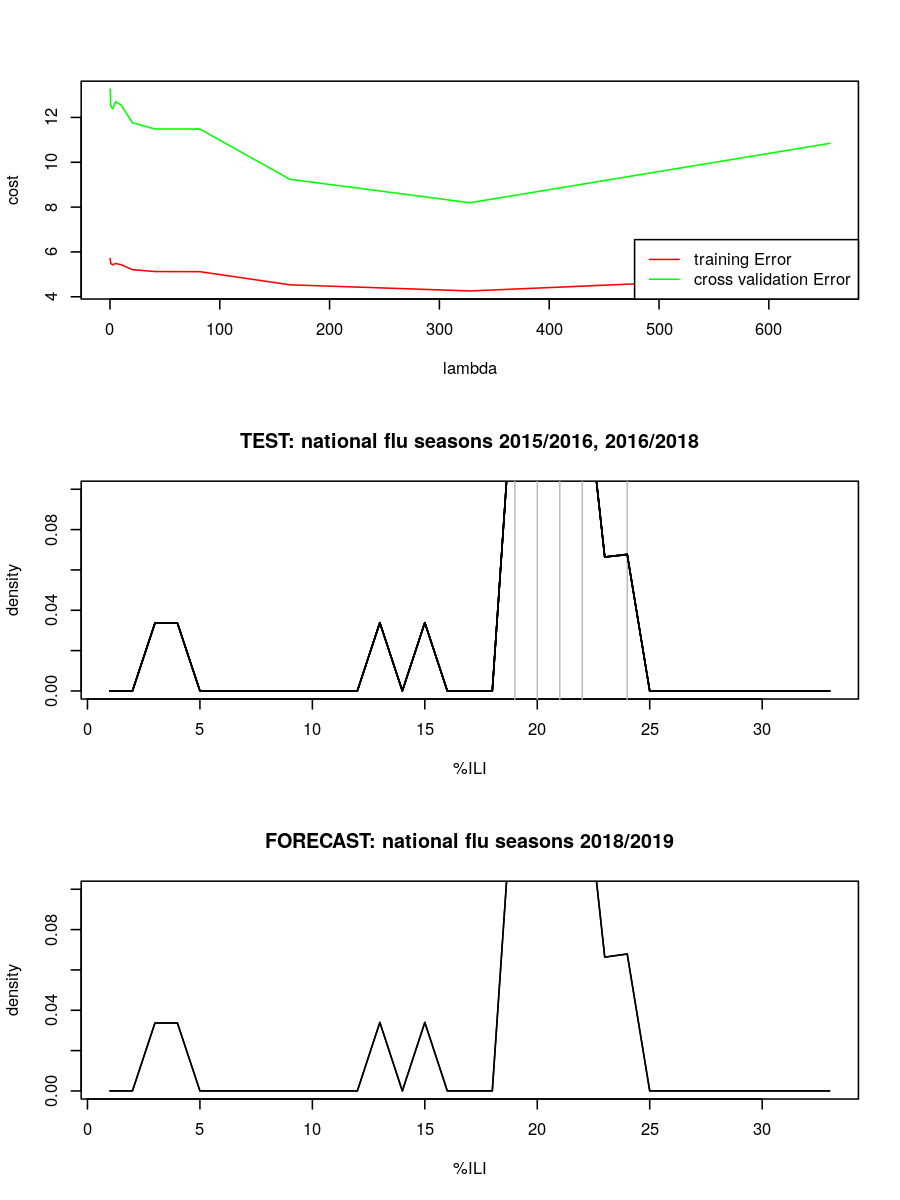 12
10
8
6
4
cost
training Error
cross validation Error
0 100 200 300 400 500 600
lambda
TEST: national flu seasons 2015/2016, 2016/2018
0.08
0.04
0.00
density
0 5 10 15 20 25 30
%ILI
FORECAST: national flu seasons 2018/2019
0.08
0.04
0.00
density
0 5 10 15 20 25 30
%ILI